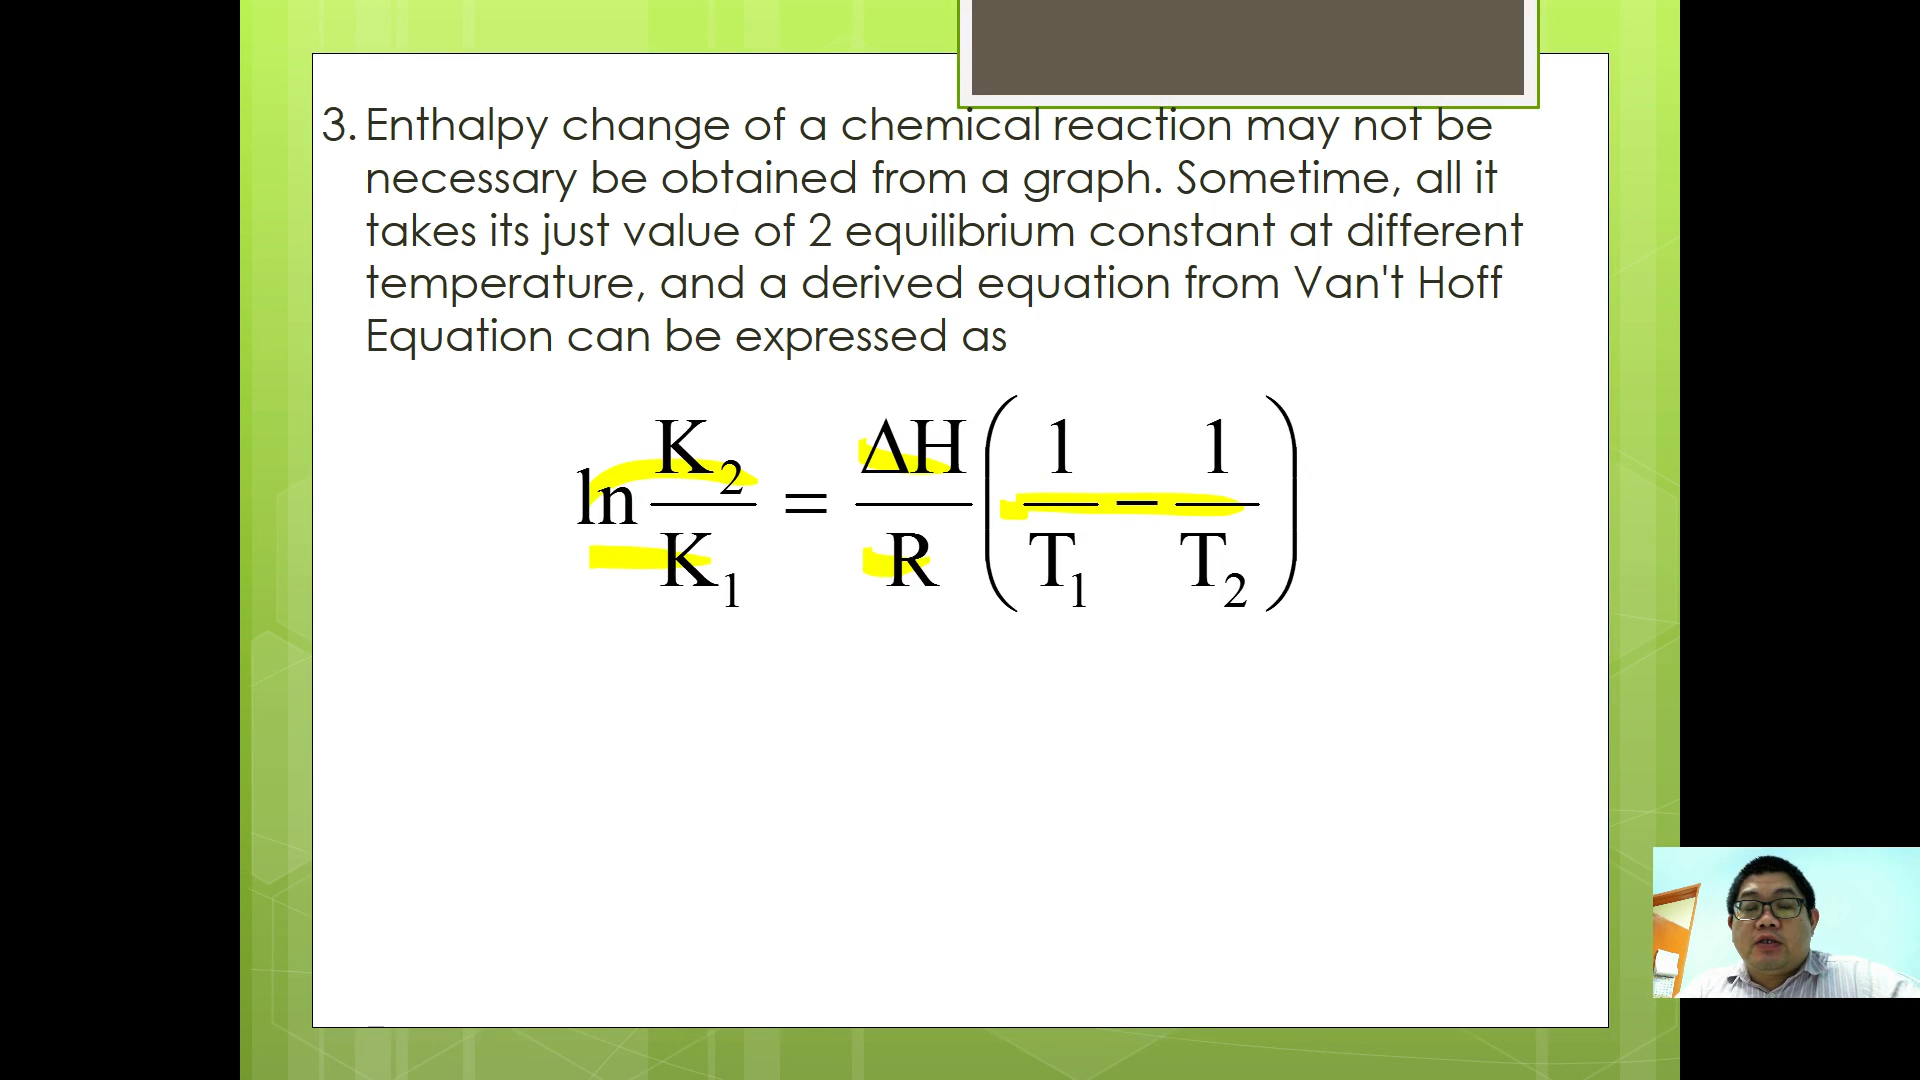 3. Enthalpy change of a chemical reaction may not be
necessary be obtained from a graph. Sometime, all it
takes its just value of 2 equilibrium constant at different
temperature, and a derived equation from Van't Hoff
Equation can be expressed as
ln K₂/K₁ = ΔH/R (1/T₁ − 1/T₂)